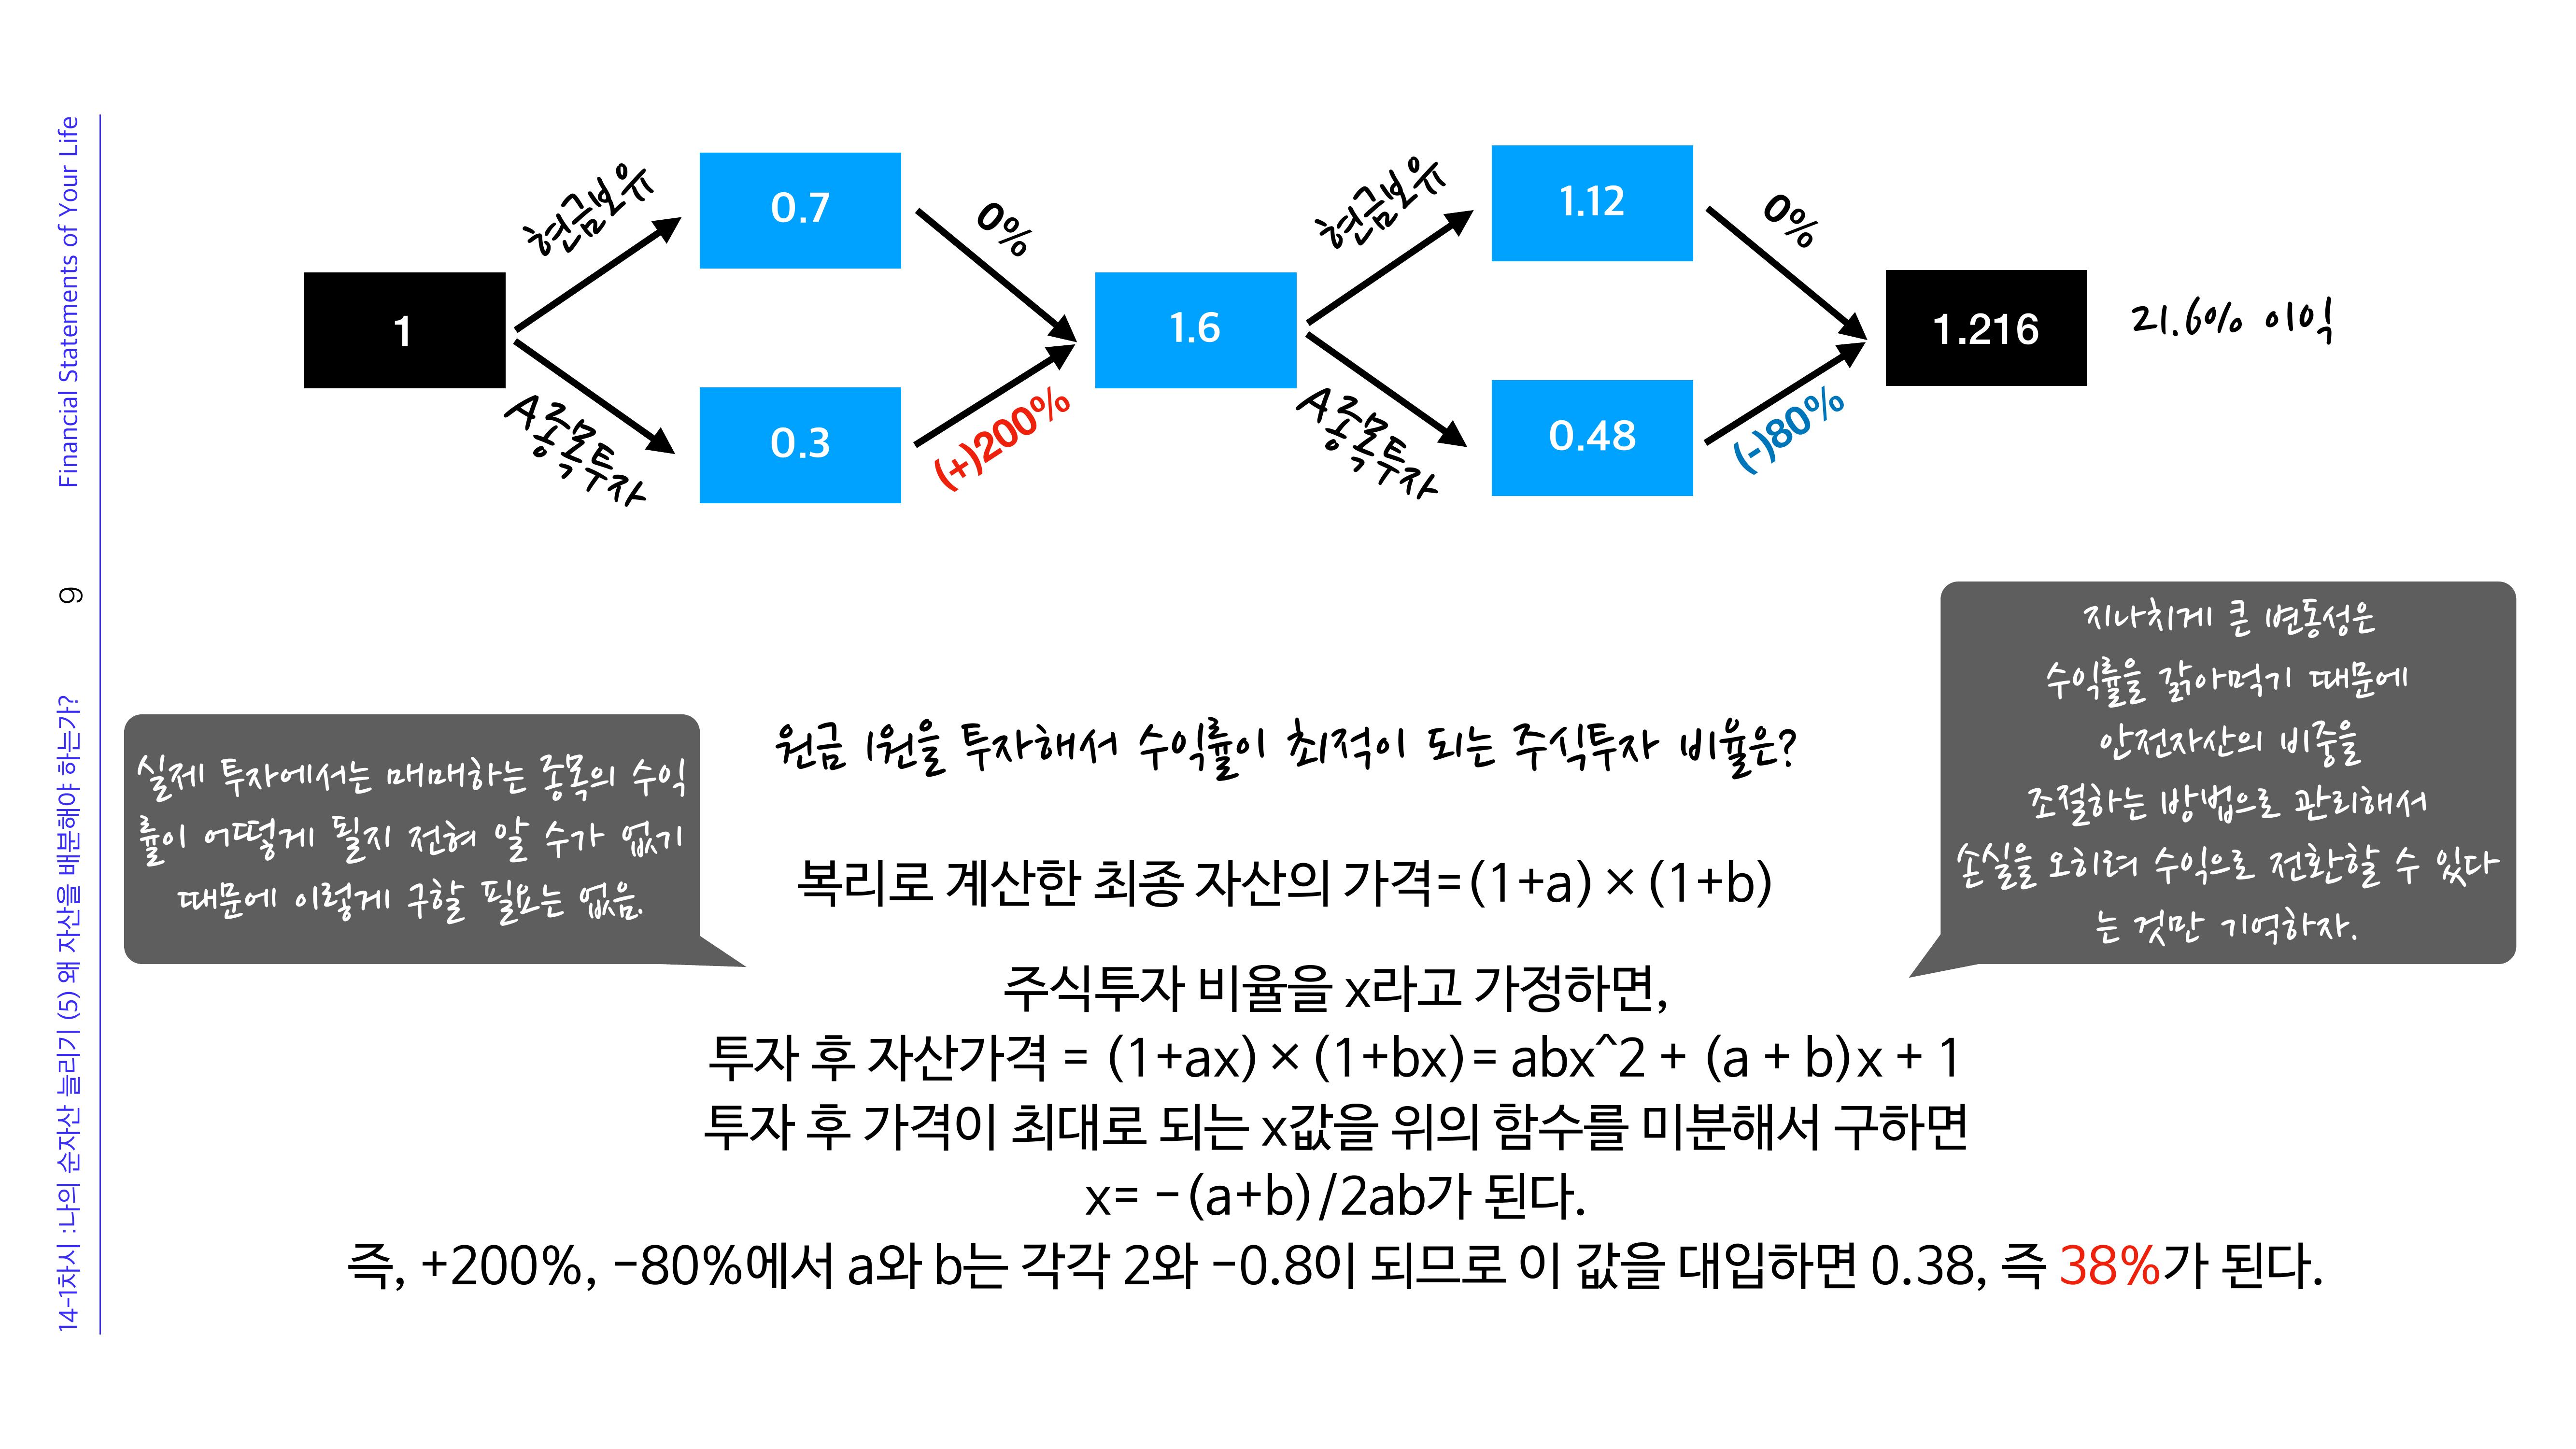 Financial Statements of Your Life
9
14-1차시 :나의 순자산 늘리기 (5) 왜 자산을 배분해야 하는가?
1
현금보유
0.7
0%
A종목투자
0.3
(+)200%
1.6
현금보유
1.12
0%
A종목투자
0.48
(-)80%
1.216
21.6% 이익
지나치게 큰 변동성은
수익률을 갉아먹기 때문에
안전자산의 비중을
조절하는 방법으로 관리해서
손실을 오히려 수익으로 전환할 수 있다
는 것만 기억하자.
실제 투자에서는 매매하는 종목의 수익
률이 어떻게 될지 전혀 알 수가 없기
때문에 이렇게 구할 필요는 없음.
원금 1원을 투자해서 수익률이 최적이 되는 주식투자 비율은?
복리로 계산한 최종 자산의 가격=(1+a)×(1+b)
주식투자 비율을 x라고 가정하면,
투자 후 자산가격 = (1+ax)×(1+bx)= abx^2 + (a + b)x + 1
투자 후 가격이 최대로 되는 x값을 위의 함수를 미분해서 구하면
x= -(a+b)/2ab가 된다.
즉, +200%, -80%에서 a와 b는 각각 2와 -0.8이 되므로 이 값을 대입하면 0.38, 즉 38%가 된다.